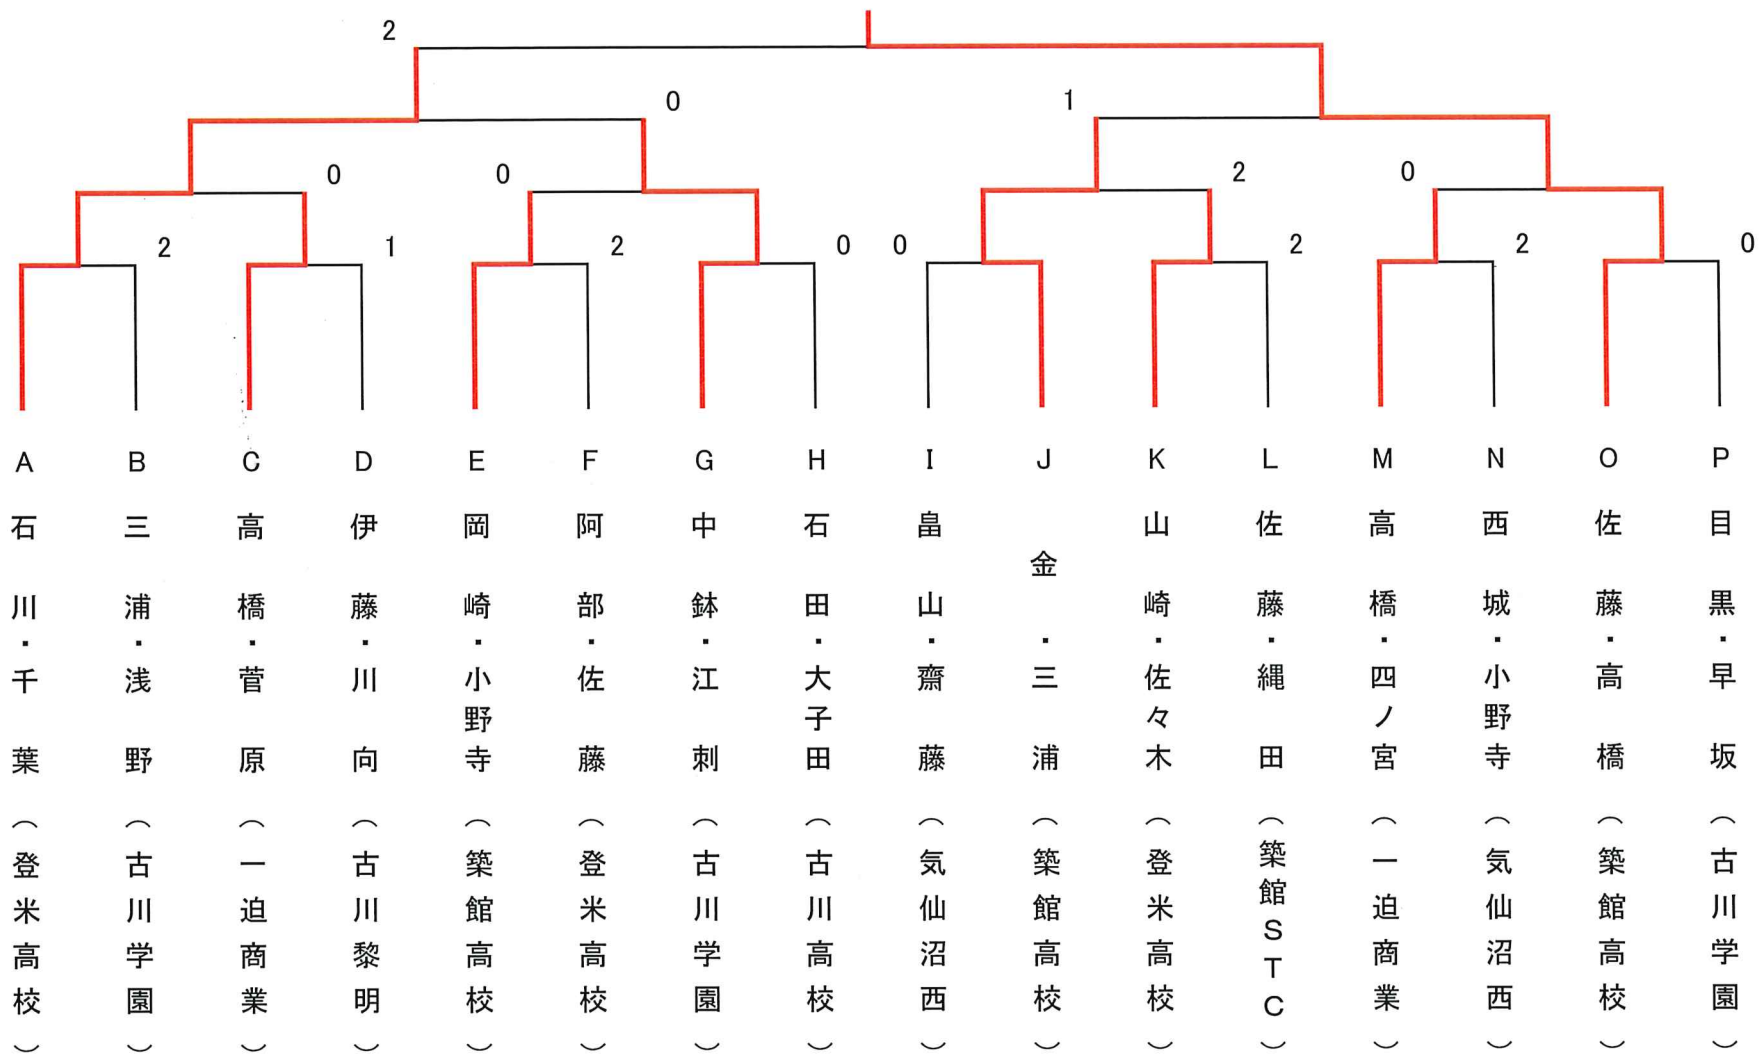 2
0
1
0
0
2
0
2
1
2
0
0
2
2
0
A 石川・千葉（登米高校）
B 三浦・浅野（古川学園）
C 高橋・菅原（一迫商業）
D 伊藤・川向（古川黎明）
E 岡崎・小野寺（築館高校）
F 阿部・佐藤（登米高校）
G 中鉢・江刺（古川学園）
H 石田・大子田（古川高校）
I 畠山・齋藤（気仙沼西）
J 金・三浦（築館高校）
K 山崎・佐々木（登米高校）
L 佐藤・縄田（築館STC）
M 高橋・四ノ宮（一迫商業）
N 西城・小野寺（気仙沼西）
O 佐藤・高橋（築館高校）
P 目黒・早坂（古川学園）